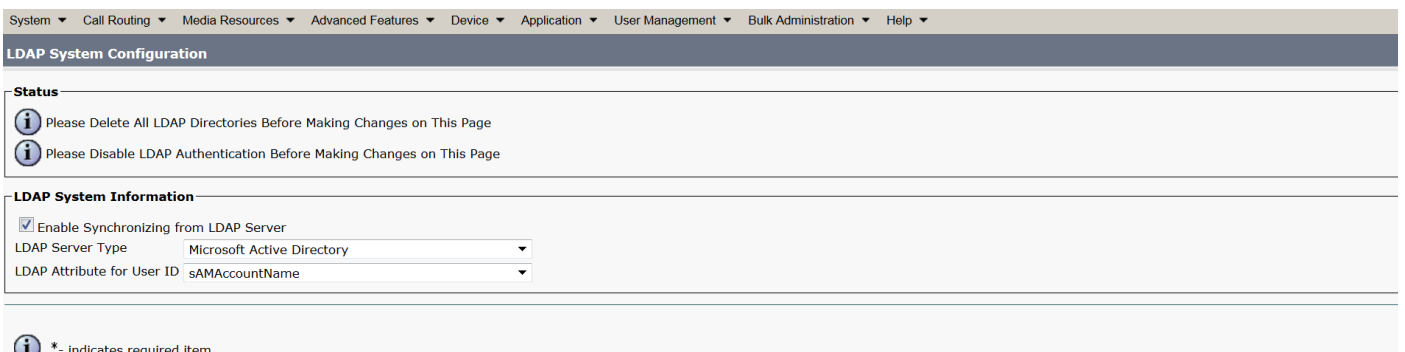 System Call Routing Media Resources Advanced Features Device Application User Management Bulk Administration Help
LDAP System Configuration
Status
Please Delete All LDAP Directories Before Making Changes on This Page
Please Disable LDAP Authentication Before Making Changes on This Page
LDAP System Information
Enable Synchronizing from LDAP Server
LDAP Server Type Microsoft Active Directory
LDAP Attribute for User ID sAMAccountName
*- indicates required item